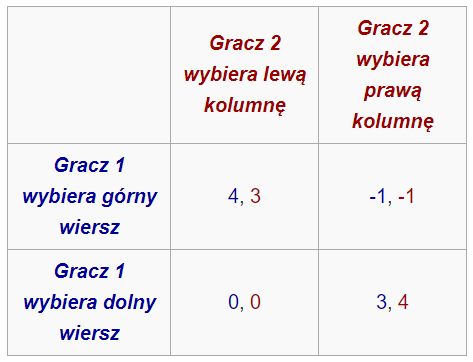 Gracz 2
wybiera lewą
kolumnę
Gracz 2
wybiera
prawą
kolumnę
Gracz 1
wybiera górny
wiersz
4, 3
-1, -1
Gracz 1
wybiera dolny
wiersz
0, 0
3, 4